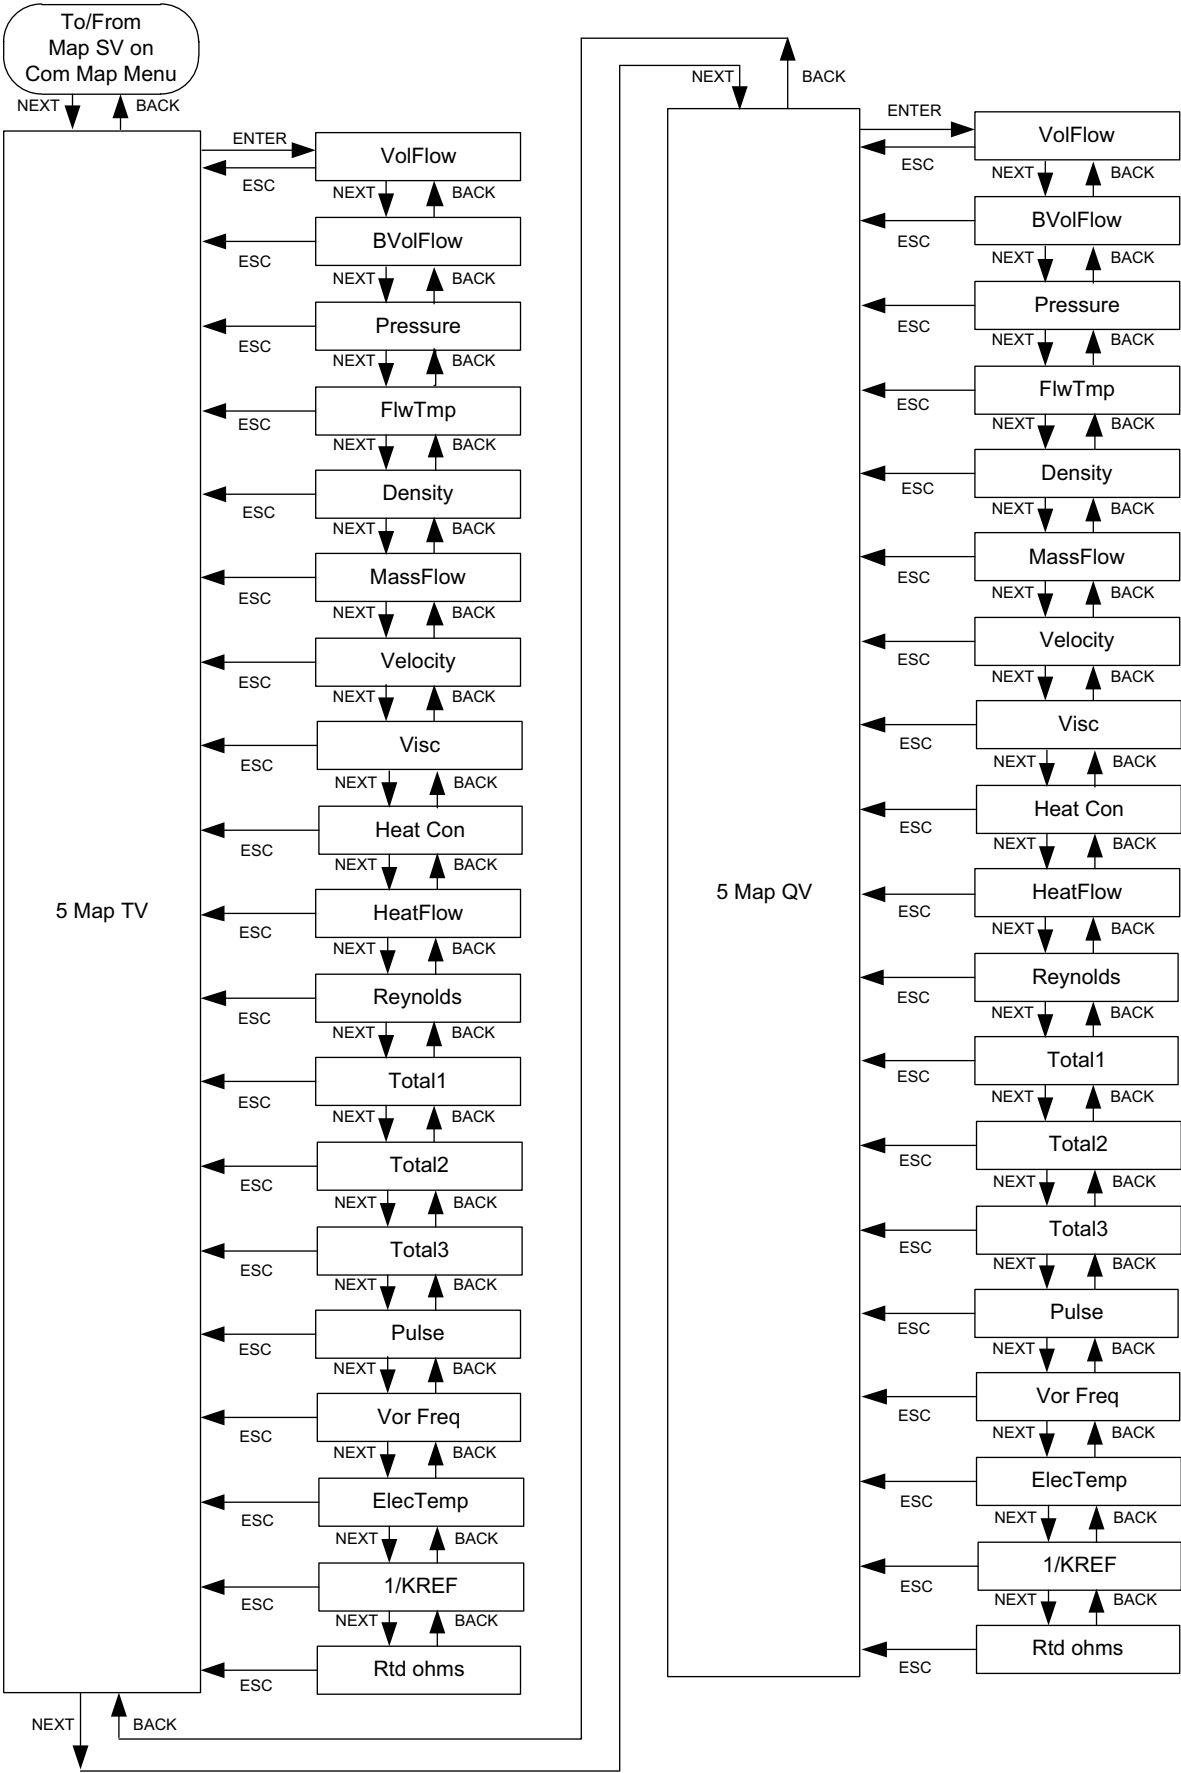 To/From
Map SV on
Com Map Menu
NEXT BACK
5 Map TV
ENTER
VolFlow
ESC
NEXT BACK
BVolFlow
ESC
NEXT BACK
Pressure
ESC
NEXT BACK
FlwTmp
ESC
NEXT BACK
Density
ESC
NEXT BACK
MassFlow
ESC
NEXT BACK
Velocity
ESC
NEXT BACK
Visc
ESC
NEXT BACK
Heat Con
ESC
NEXT BACK
HeatFlow
ESC
NEXT BACK
Reynolds
ESC
NEXT BACK
Total1
ESC
NEXT BACK
Total2
ESC
NEXT BACK
Total3
ESC
NEXT BACK
Pulse
ESC
NEXT BACK
Vor Freq
ESC
NEXT BACK
ElecTemp
ESC
NEXT BACK
1/KREF
ESC
NEXT BACK
Rtd ohms
ESC
NEXT BACK
NEXT BACK
5 Map QV
ENTER
VolFlow
ESC
NEXT BACK
BVolFlow
ESC
NEXT BACK
Pressure
ESC
NEXT BACK
FlwTmp
ESC
NEXT BACK
Density
ESC
NEXT BACK
MassFlow
ESC
NEXT BACK
Velocity
ESC
NEXT BACK
Visc
ESC
NEXT BACK
Heat Con
ESC
NEXT BACK
HeatFlow
ESC
NEXT BACK
Reynolds
ESC
NEXT BACK
Total1
ESC
NEXT BACK
Total2
ESC
NEXT BACK
Total3
ESC
NEXT BACK
Pulse
ESC
NEXT BACK
Vor Freq
ESC
NEXT BACK
ElecTemp
ESC
NEXT BACK
1/KREF
ESC
NEXT BACK
Rtd ohms
ESC